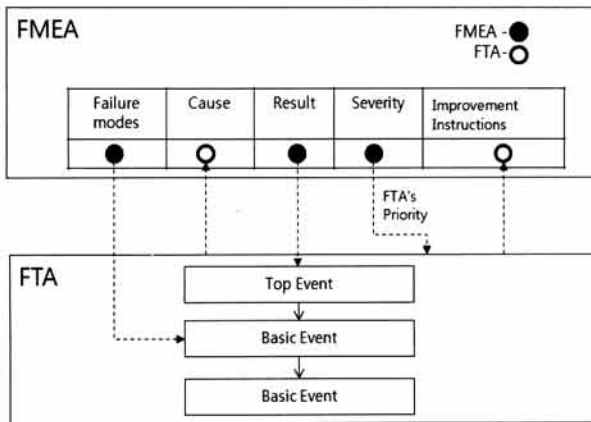 FMEA
FMEA -
FTA-
Failure modes
Cause
Result
Severity
Improvement
Instructions
FTA's
Priority
FTA
Top Event
Basic Event
Basic Event